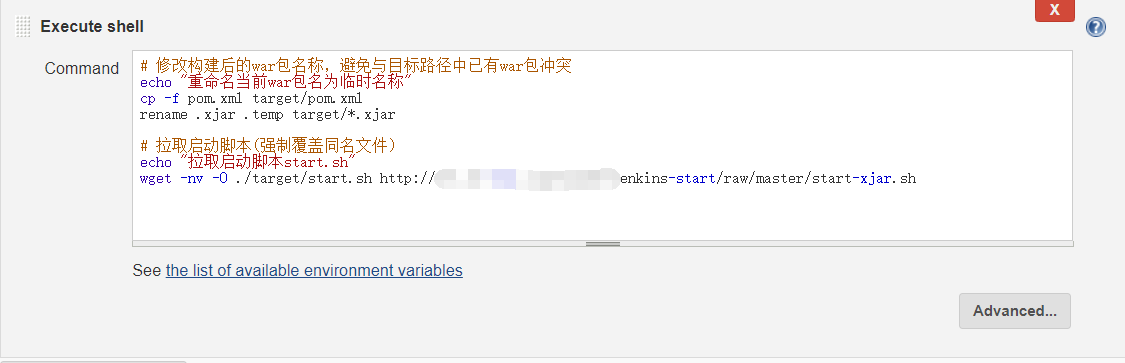 X
Execute shell
Command
# 修改构建后的war包名称，避免与目标路径中已有war包冲突
echo "重命名当前war包名为临时名称"
cp -f pom.xml target/pom.xml
rename .xjar .temp target/*.xjar
# 拉取启动脚本(强制覆盖同名文件)
echo "拉取启动脚本start.sh"
wget -nv -O ./target/start.sh http:// enkins-start/raw/master/start-xjar.sh
See the list of available environment variables
Advanced...